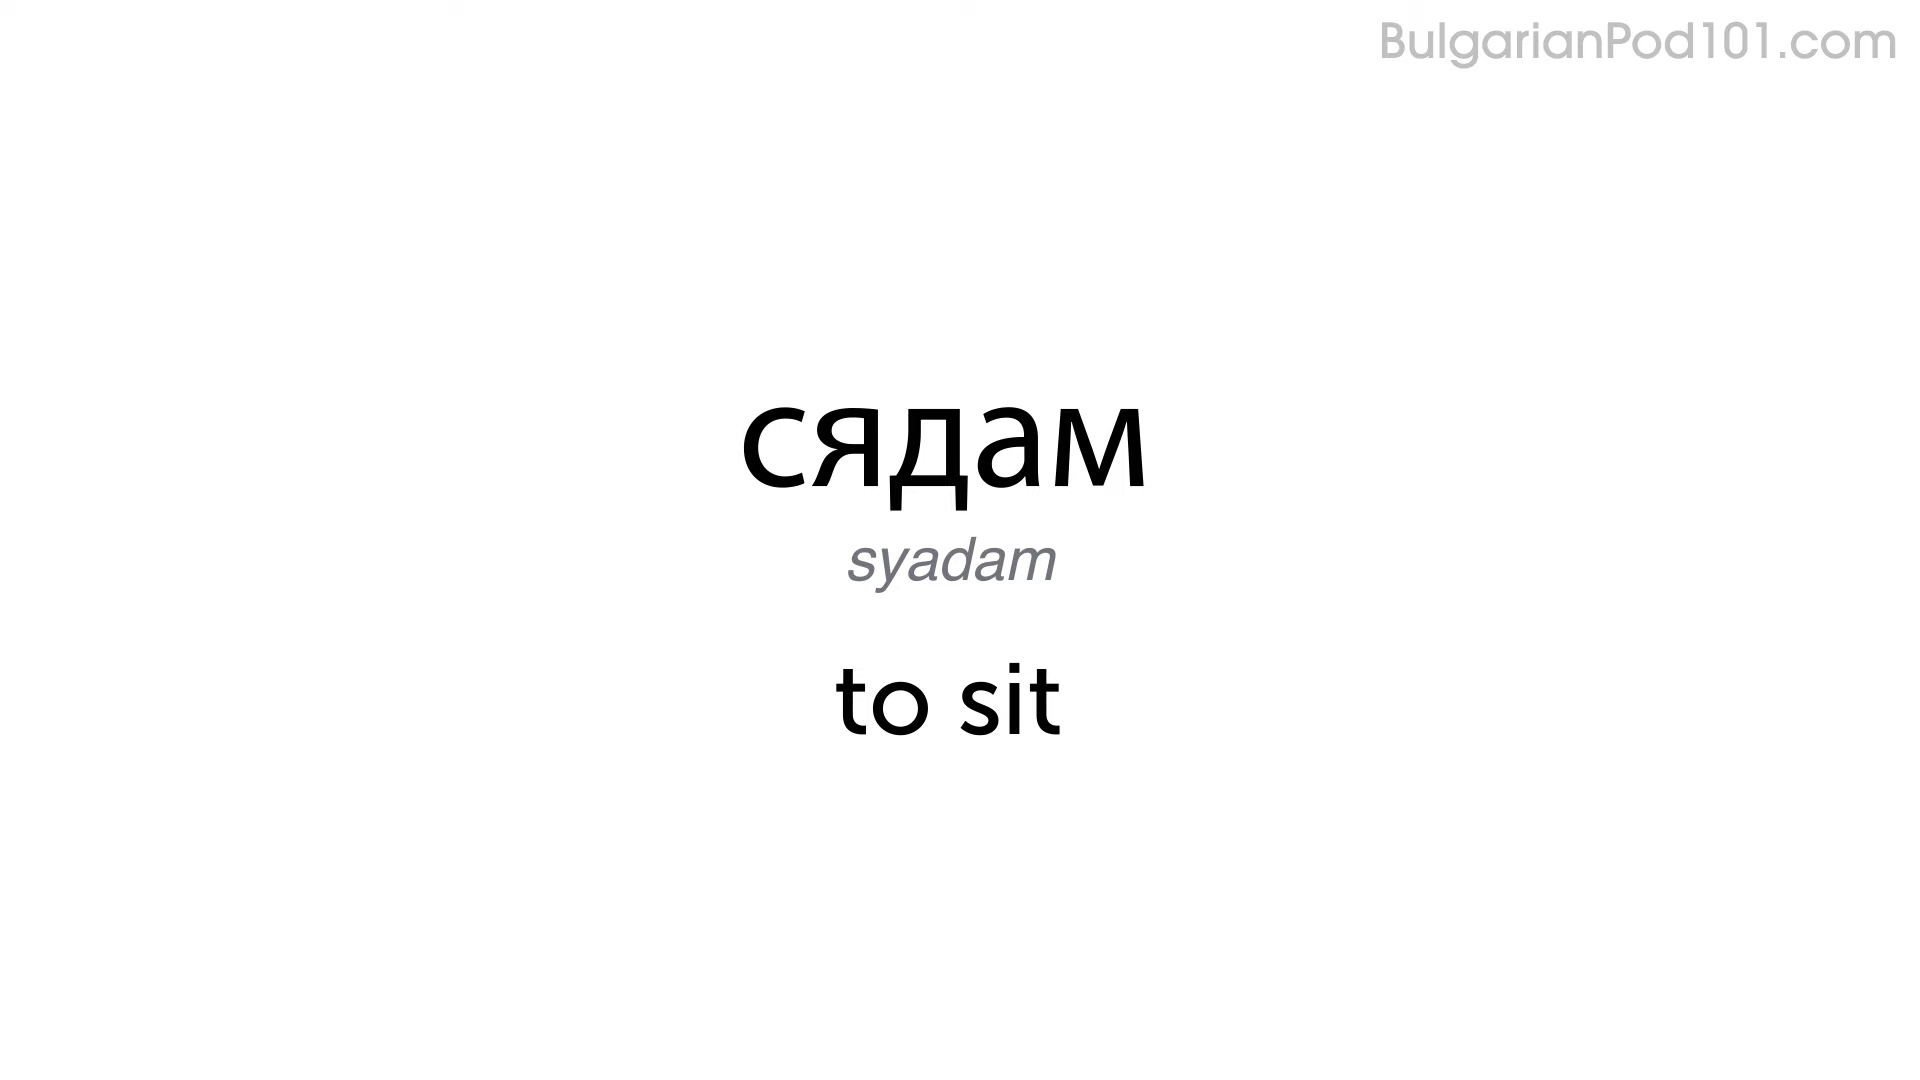 BulgarianPod101.com
сядам
syadam
to sit